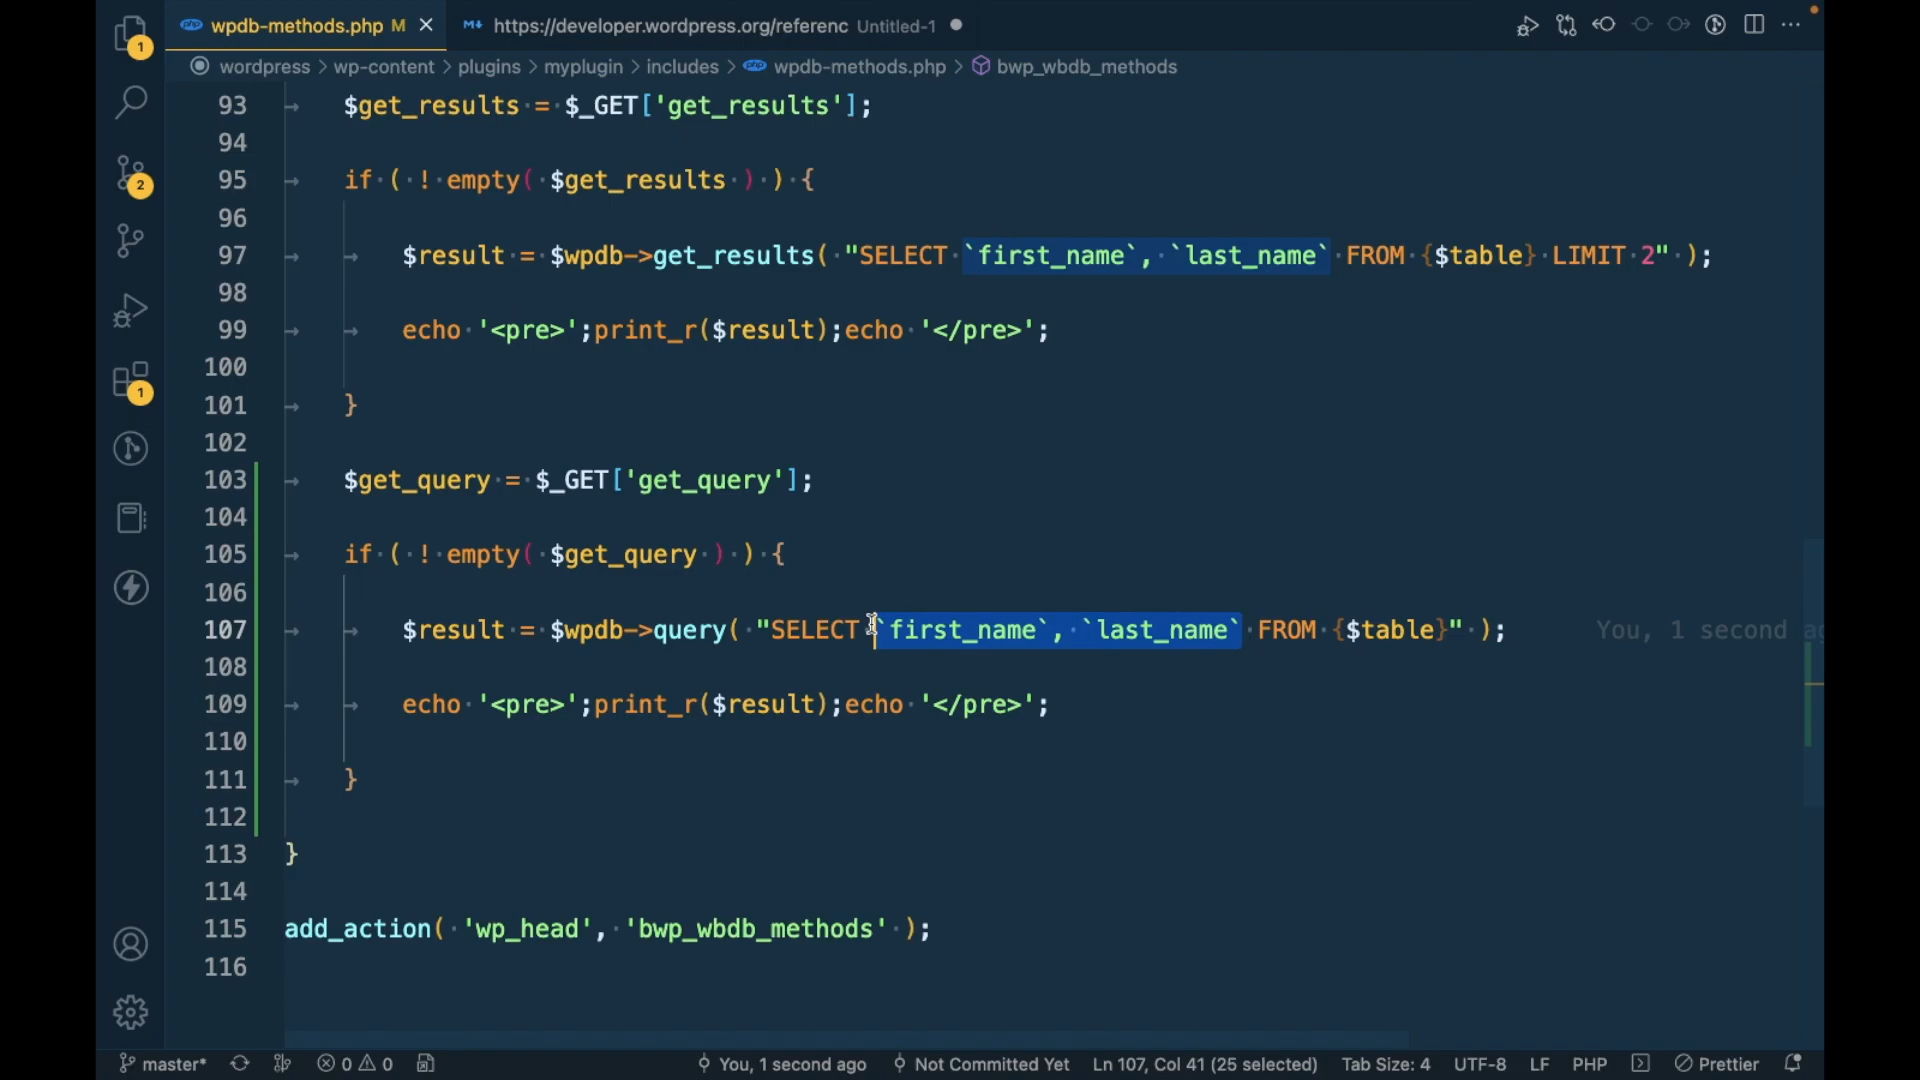 wpdb-methods.php M
https://developer.wordpress.org/referenc Untitled-1
wordpress > wp-content > plugins > myplugin > includes > wpdb-methods.php > bwp_wbdb_methods
93 $get_results = $_GET['get_results'];
94
95 if ( ! empty( $get_results ) ) {
96
97 $result = $wpdb->get_results( "SELECT `first_name`, `last_name` FROM {$table} LIMIT 2" );
98
99 echo '<pre>';print_r($result);echo '</pre>';
100
101 }
102
103 $get_query = $_GET['get_query'];
104
105 if ( ! empty( $get_query ) ) {
106
107 $result = $wpdb->query( "SELECT `first_name`, `last_name` FROM {$table}" ); You, 1 second
108
109 echo '<pre>';print_r($result);echo '</pre>';
110
111 }
112
113 }
114
115 add_action( 'wp_head', 'bwp_wbdb_methods' );
116
1
2
1
master* 0 0 You, 1 second ago Not Committed Yet Ln 107, Col 41 (25 selected) Tab Size: 4 UTF-8 LF PHP Prettier